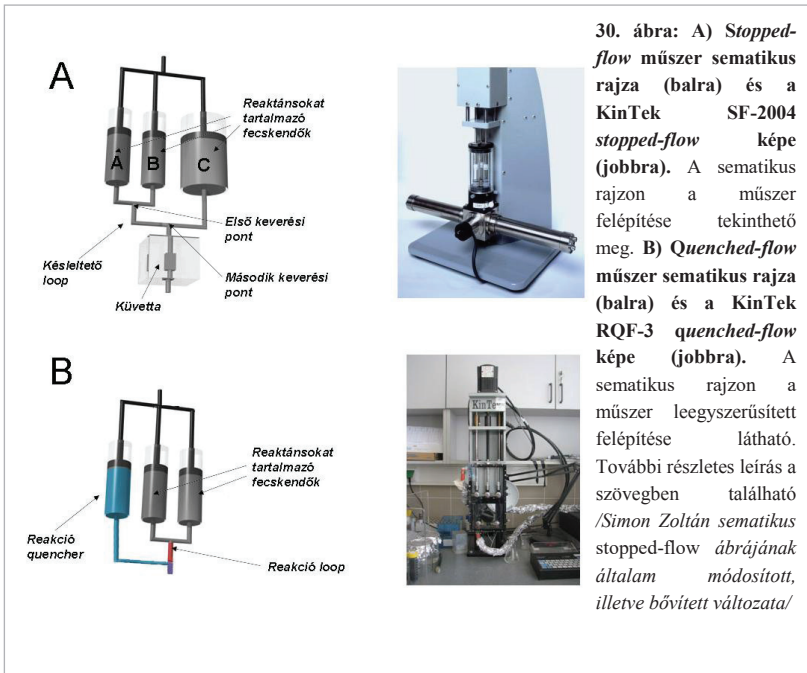 A
Reaktánsokat
tartalmazó
fecskendők
A
B
C
Első keverési
pont
Késleltető
loop
Második keverési
pont
Küvetta
B
Reaktánsokat
tartalmazó
fecskendők
Reakció
quencher
Reakció loop
KinTe
30. ábra: A) Stopped-
flow műszer sematikus
rajza (balra) és a
KinTek SF-2004
stopped-flow képe
(jobbra). A sematikus
rajzon a műszer
felépítése tekinthető
meg. B) Quenched-flow
műszer sematikus rajza
(balra) és a KinTek
RQF-3 quenched-flow
képe (jobbra). A
sematikus rajzon a
műszer leegyszerűsített
felépítése látható.
További részletes leírás a
szövegben található
/Simon Zoltán sematikus
stopped-flow ábrájának
általam módosított,
illetve bővített változata/